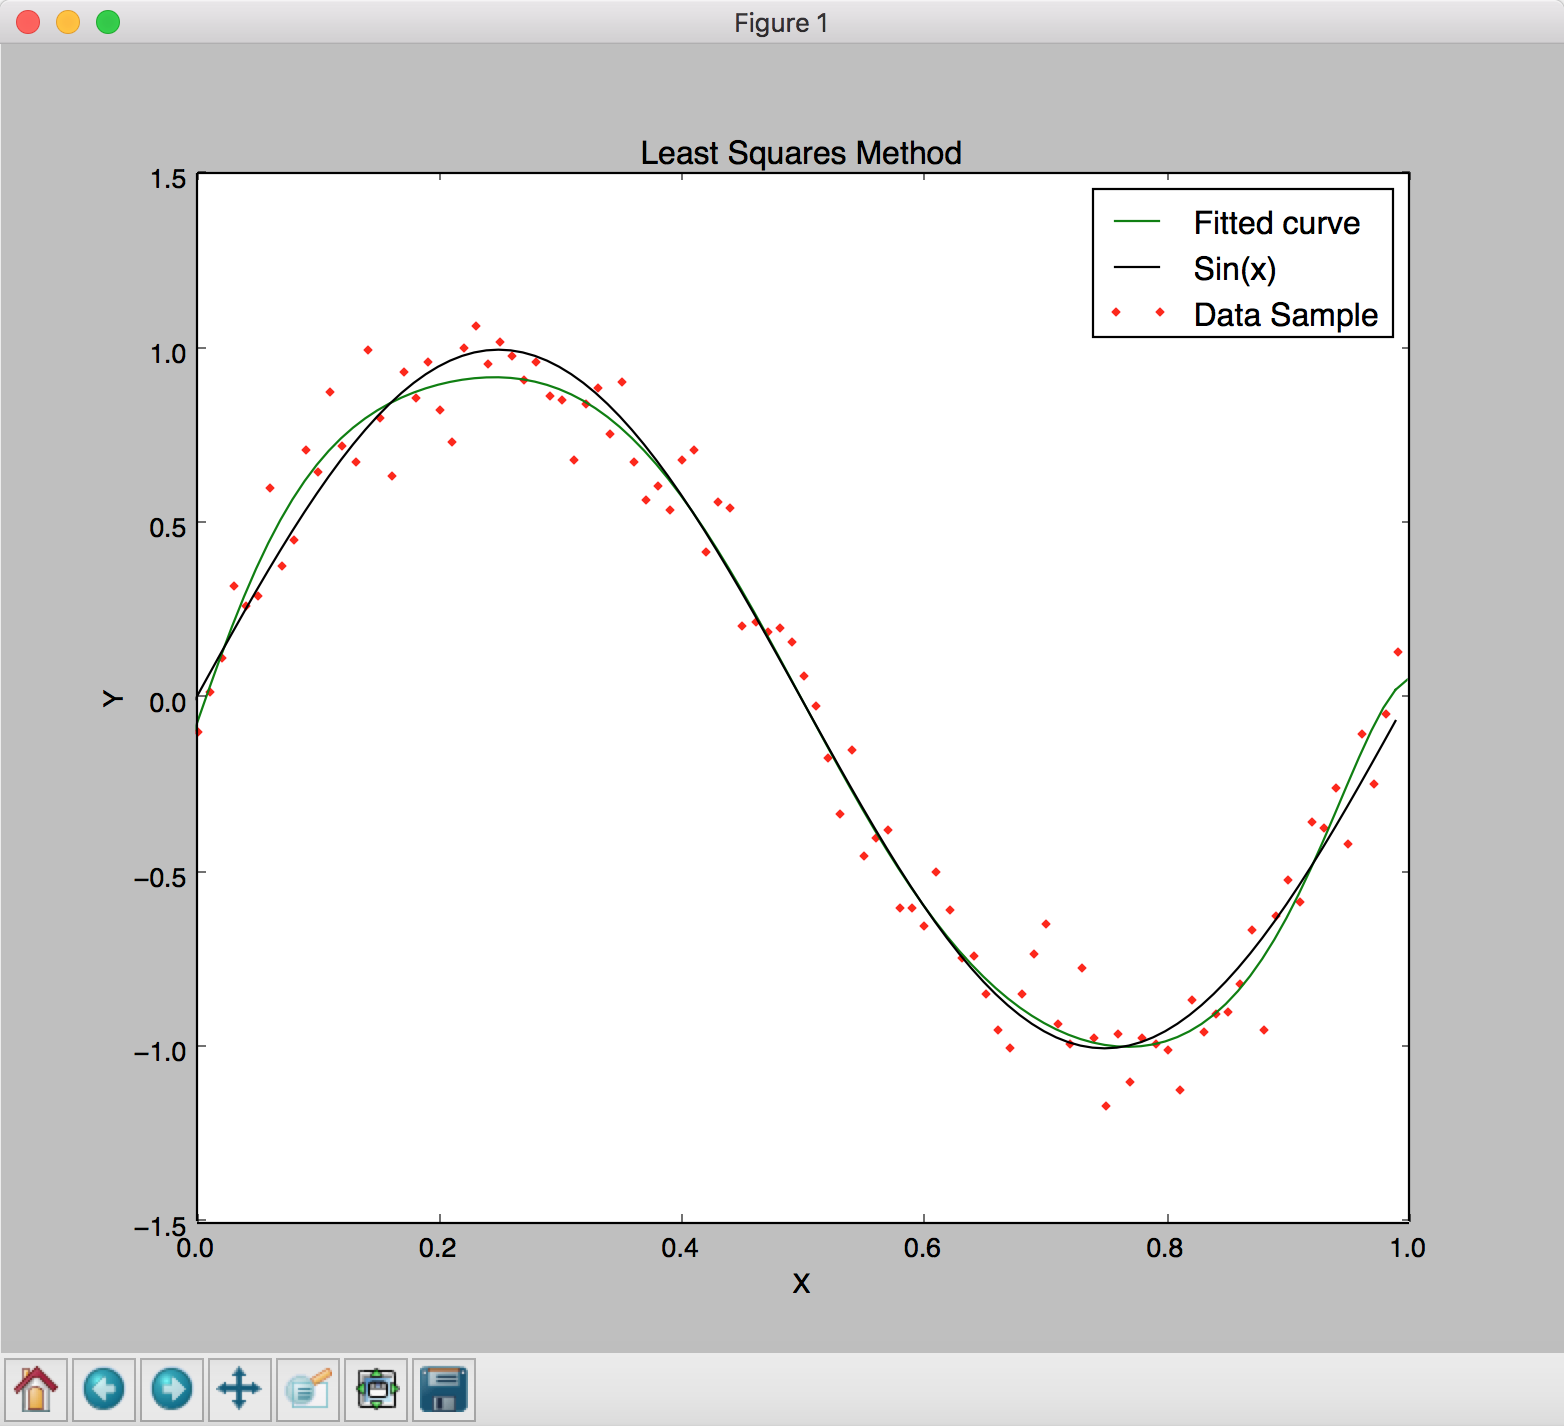 Figure 1
Least Squares Method
Fitted curve
Sin(x)
Data Sample
1.5
1.0
0.5
0.0
−0.5
−1.0
−1.5
Y
0.0 0.2 0.4 0.6 0.8 1.0
X